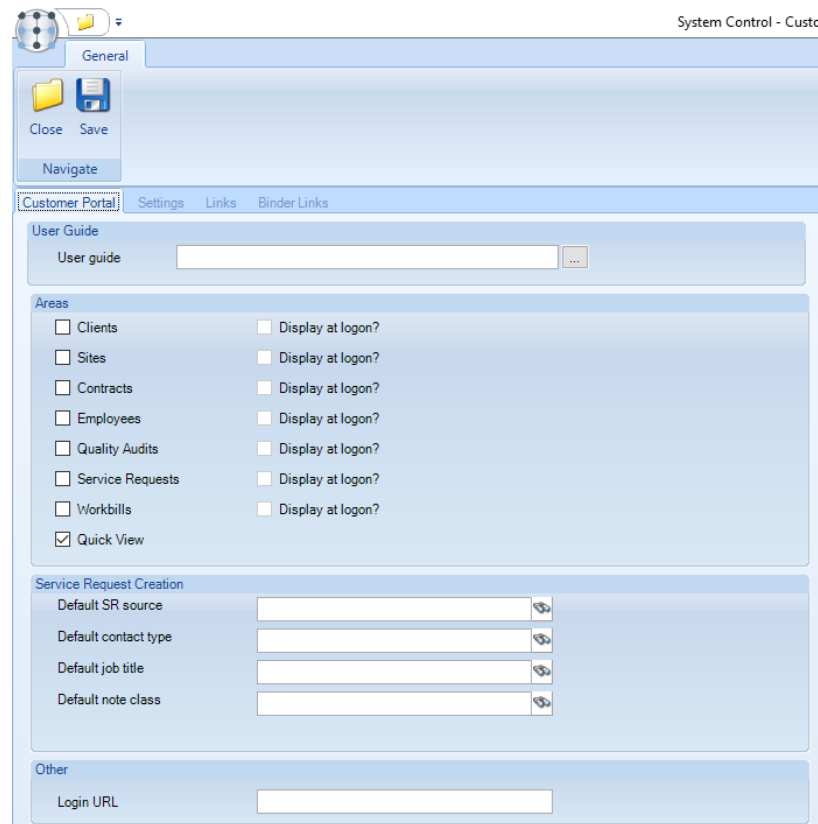 System Control - Custo
General
Close Save
Navigate
Customer Portal Settings Links Binder Links
User Guide
User guide ...
Areas
Clients Display at logon?
Sites Display at logon?
Contracts Display at logon?
Employees Display at logon?
Quality Audits Display at logon?
Service Requests Display at logon?
Workbills Display at logon?
Quick View
Service Request Creation
Default SR source
Default contact type
Default job title
Default note class
Other
Login URL